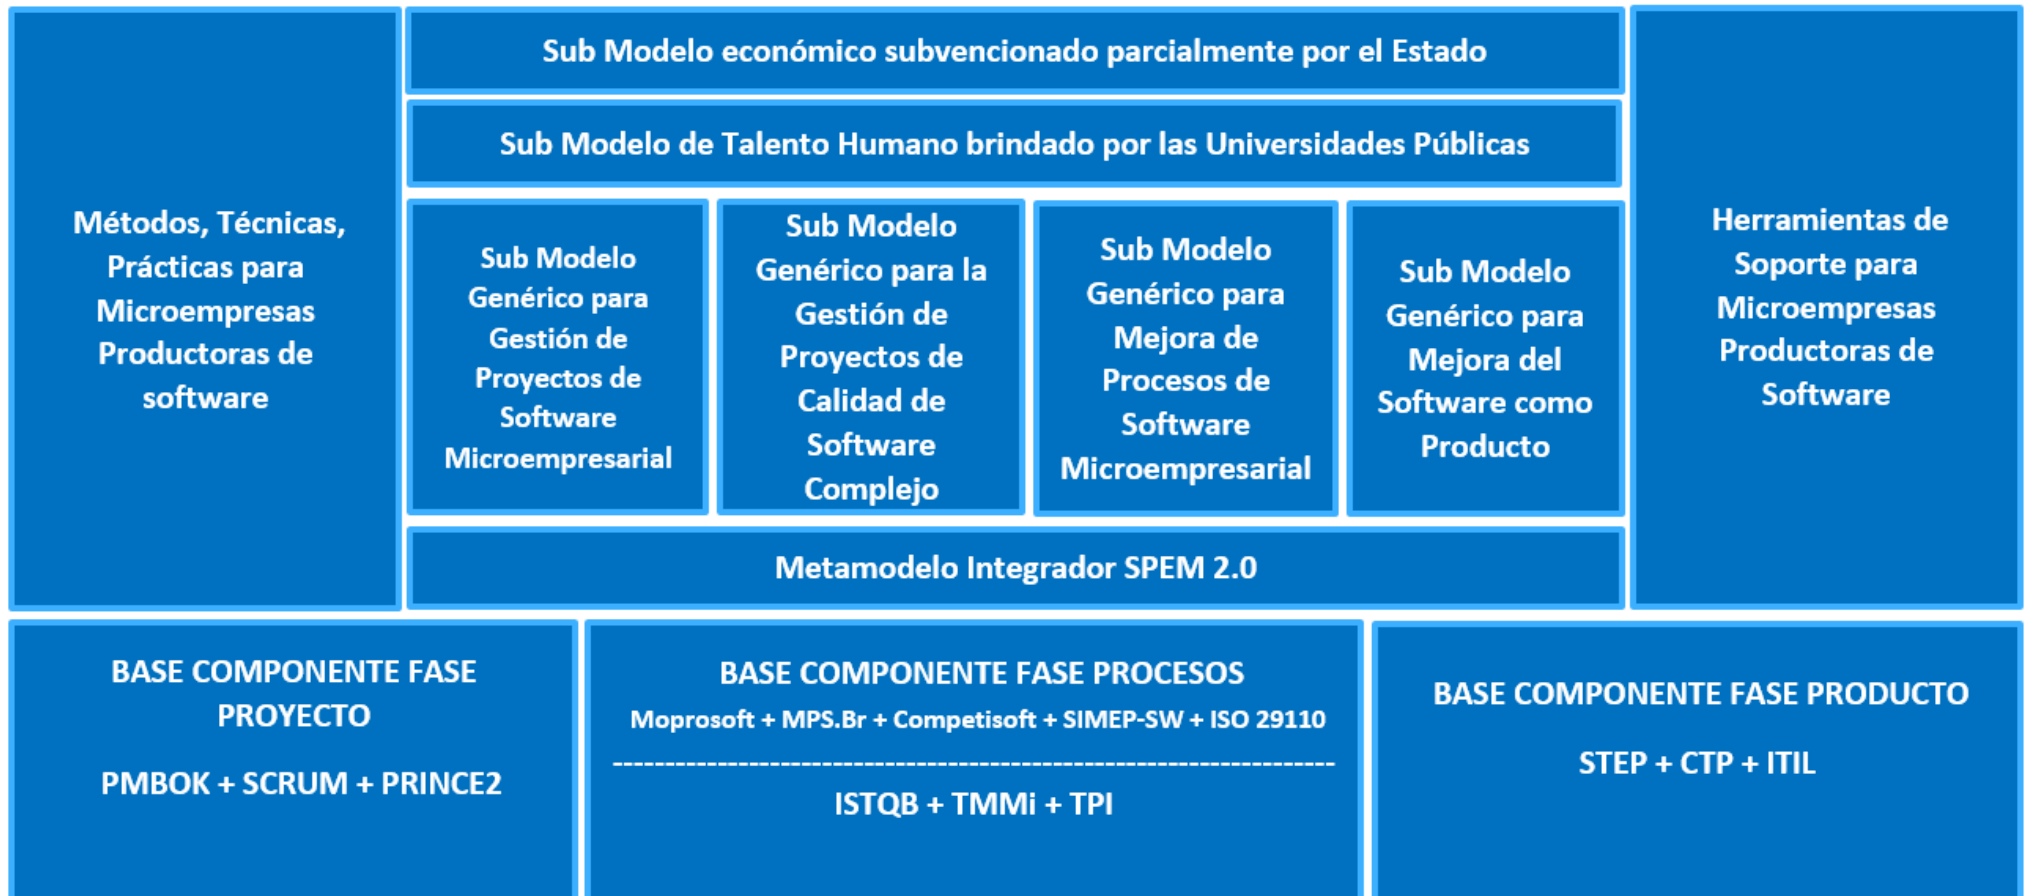 Sub Modelo económico subvencionado parcialmente por el Estado
Sub Modelo de Talento Humano brindado por las Universidades Públicas
Métodos, Técnicas,
Prácticas para
Microempresas
Productoras de
software
Sub Modelo
Genérico para
Gestión de
Proyectos de
Software
Microempresarial
Sub Modelo
Genérico para la
Gestión de
Proyectos de
Calidad de
Software
Complejo
Sub Modelo
Genérico para
Mejora de
Procesos de
Software
Microempresarial
Sub Modelo
Genérico para
Mejora del
Software como
Producto
Herramientas de
Soporte para
Microempresas
Productoras de
Software
Metamodelo Integrador SPEM 2.0
BASE COMPONENTE FASE
PROYECTO
PMBOK + SCRUM + PRINCE2
BASE COMPONENTE FASE PROCESOS
Moprosoft + MPS.Br + Competisoft + SIMEP-SW + ISO 29110
----------------------------------------------------------------------
ISTQB + TMMi + TPI
BASE COMPONENTE FASE PRODUCTO
STEP + CTP + ITIL